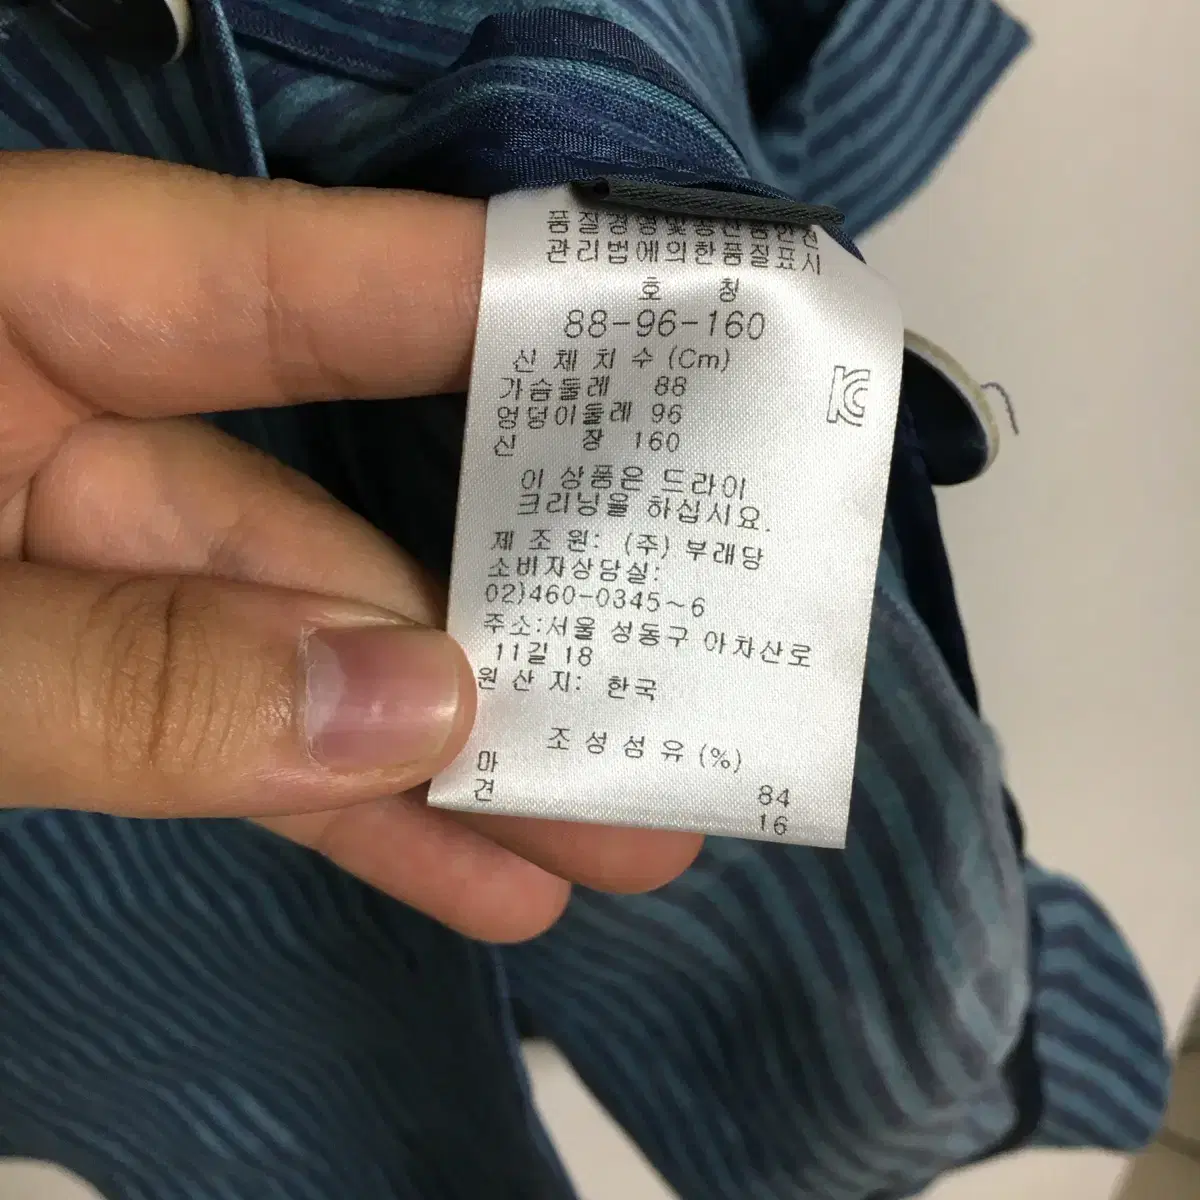 품질경영및공산품안전
관리법에의한품질표시
호 칭
88-96-160
신 체 치 수 (Cm)
가슴둘레 88
엉덩이둘레 96
신 장 160
KC
이 상품은 드라이
크리닝을 하십시요.
제 조 원: (주) 부래당
소비자상담실:
02)460-0345~6
주소:서울 성동구 아차산로
11길 18
원 산 지: 한국
조 성 섬 유 (%)
마 84
견 16